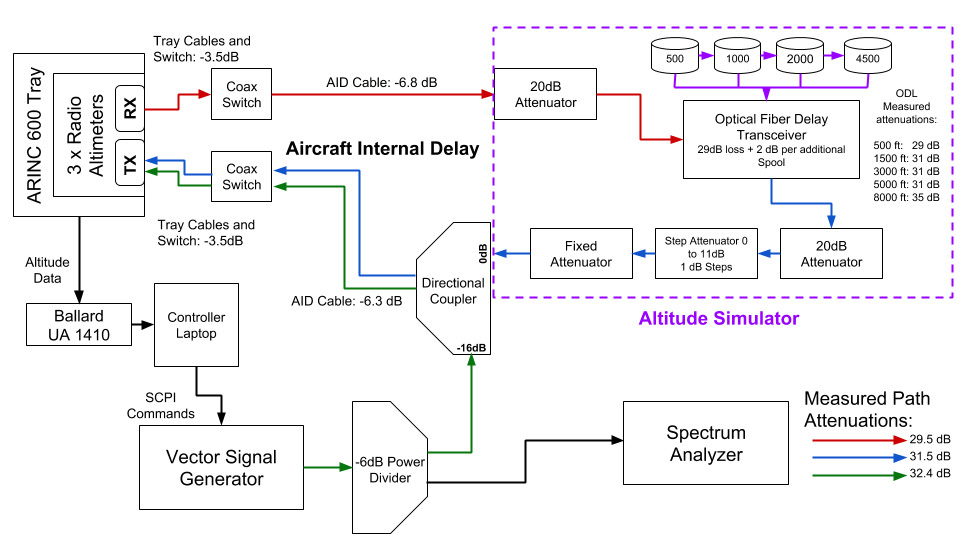 Tray Cables and
Switch: -3.5dB
ARINC 600 Tray
3 x Radio
Altimeters
RX
TX
Coax
Switch
AID Cable: -6.8 dB
20dB
Attenuator
500
1000
2000
4500
Optical Fiber Delay
Transceiver
29dB loss + 2 dB per additional
Spool
ODL
Measured
attenuations:
500 ft: 29 dB
1500 ft: 31 dB
3000 ft: 31 dB
5000 ft: 31 dB
8000 ft: 35 dB
Aircraft Internal Delay
Coax
Switch
Tray Cables and
Switch: -3.5dB
AID Cable: -6.3 dB
Directional
Coupler
0dB
-16dB
Fixed
Attenuator
Step Attenuator 0
to 11dB
1 dB Steps
20dB
Attenuator
Altitude Simulator
Altitude
Data
Ballard
UA 1410
Controller
Laptop
SCPI
Commands
Vector Signal
Generator
-6dB Power
Divider
Spectrum
Analyzer
Measured Path
Attenuations:
29.5 dB
31.5 dB
32.4 dB